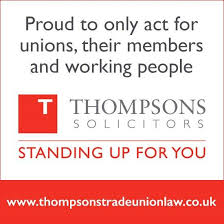 Proud to only act for
unions, their members
and working people
T THOMPSONS
SOLICITORS
STANDING UP FOR YOU
www.thompsonstradeunionlaw.co.uk